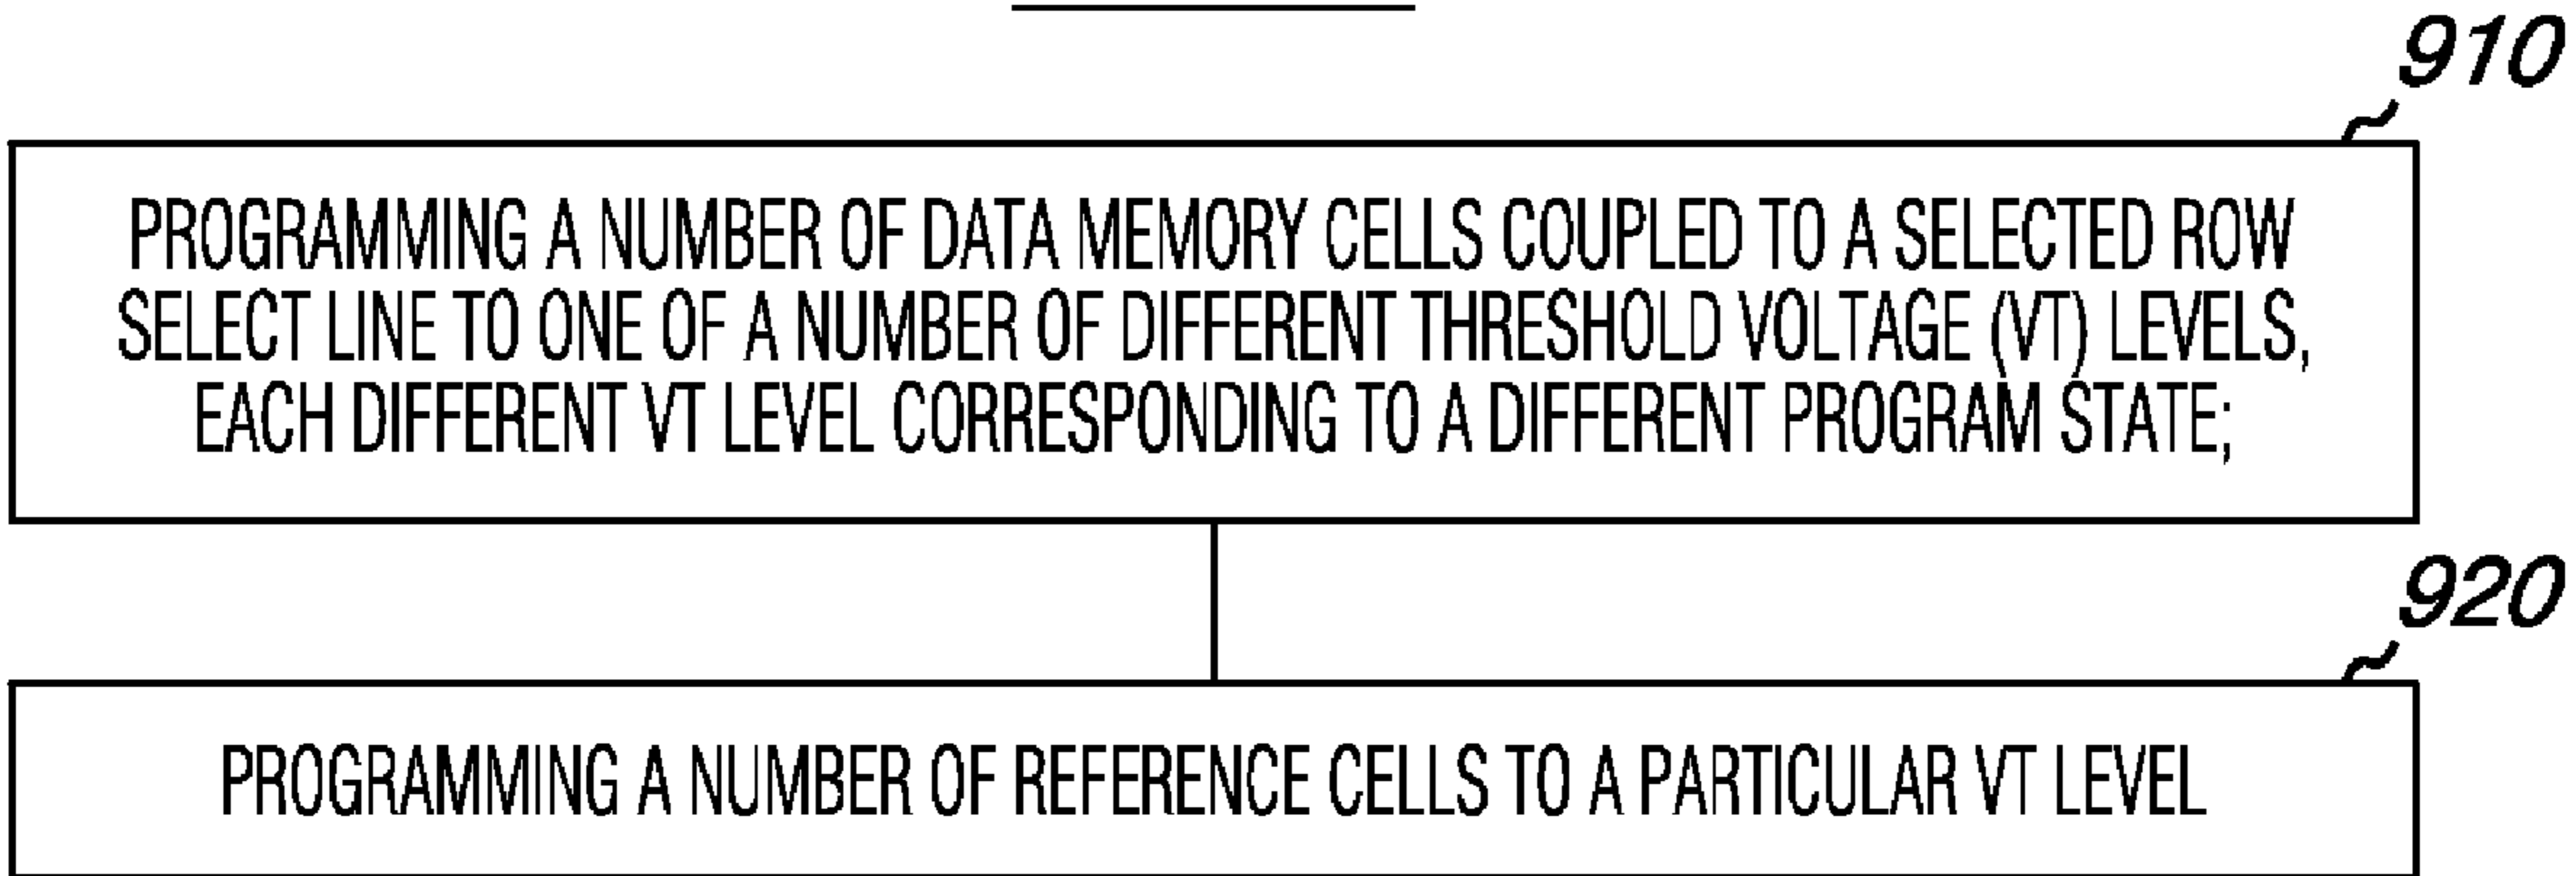 910
PROGRAMMING A NUMBER OF DATA MEMORY CELLS COUPLED TO A SELECTED ROW
SELECT LINE TO ONE OF A NUMBER OF DIFFERENT THRESHOLD VOLTAGE (VT) LEVELS,
EACH DIFFERENT VT LEVEL CORRESPONDING TO A DIFFERENT PROGRAM STATE;
920
PROGRAMMING A NUMBER OF REFERENCE CELLS TO A PARTICULAR VT LEVEL